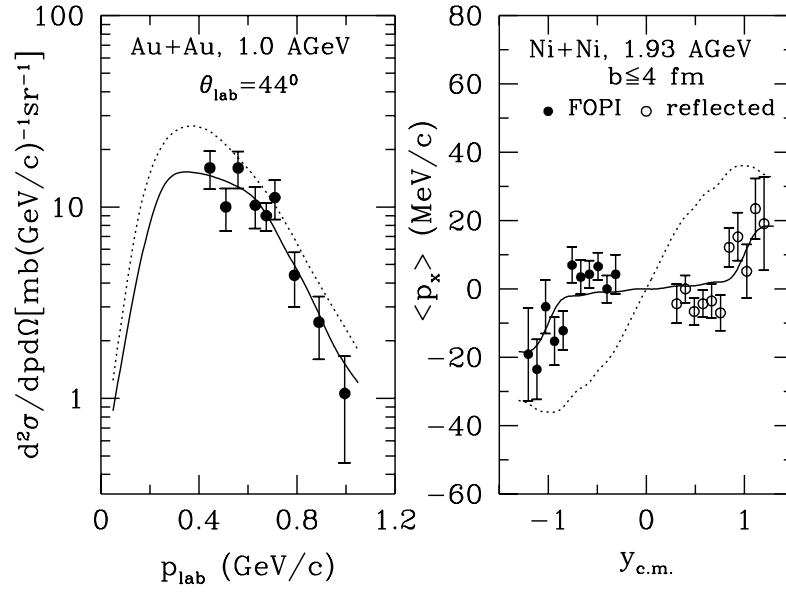 Au+Au, 1.0 AGeV
θlab=44⁰
100
10
1
d²σ/dpdΩ[mb(GeV/c)⁻¹sr⁻¹]
0 0.4 0.8 1.2
plab (GeV/c)
Ni+Ni, 1.93 AGeV
b≦4 fm
● FOPI ○ reflected
80
60
40
20
0
−20
−40
−60
<px> (MeV/c)
−1 0 1
yc.m.